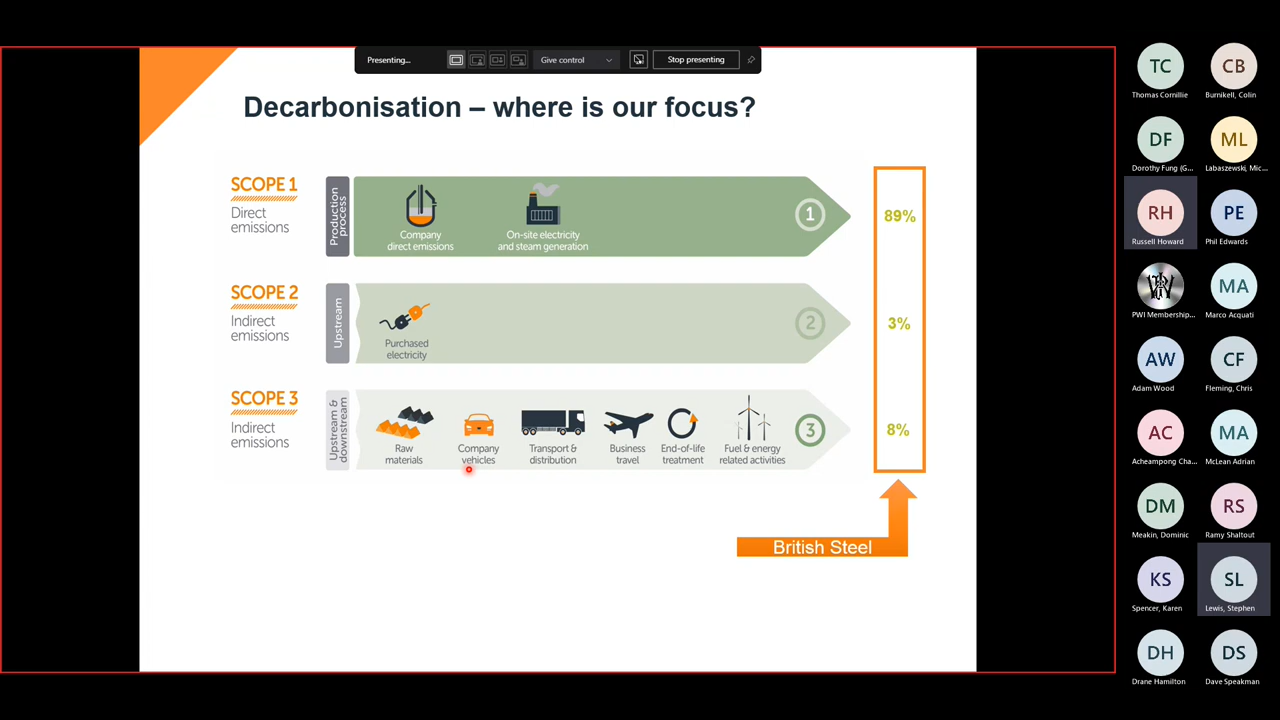 Presenting...
Give control
Stop presenting
Decarbonisation – where is our focus?
SCOPE 1
Direct
emissions
Production
process
Company
direct emissions
On-site electricity
and steam generation
1
89%
SCOPE 2
Indirect
emissions
Upstream
Purchased
electricity
2
3%
SCOPE 3
Indirect
emissions
Upstream &
downstream
Raw
materials
Company
vehicles
Transport &
distribution
Business
travel
End-of-life
treatment
Fuel & energy
related activities
3
8%
British Steel
TC
Thomas Cornillie
CB
Burnikell, Colin
DF
Dorothy Fung (G...
ML
Labaszewski, Mic...
RH
Russell Howard
PE
Phil Edwards
PWI
PWI Membership...
MA
Marco Acquati
AW
Adam Wood
CF
Fleming, Chris
AC
Acheampong Cha...
MA
McLean Adrian
DM
Meakin, Dominic
RS
Ramy Shaltout
KS
Spencer, Karen
SL
Lewis, Stephen
DH
Drane Hamilton
DS
Dave Speakman